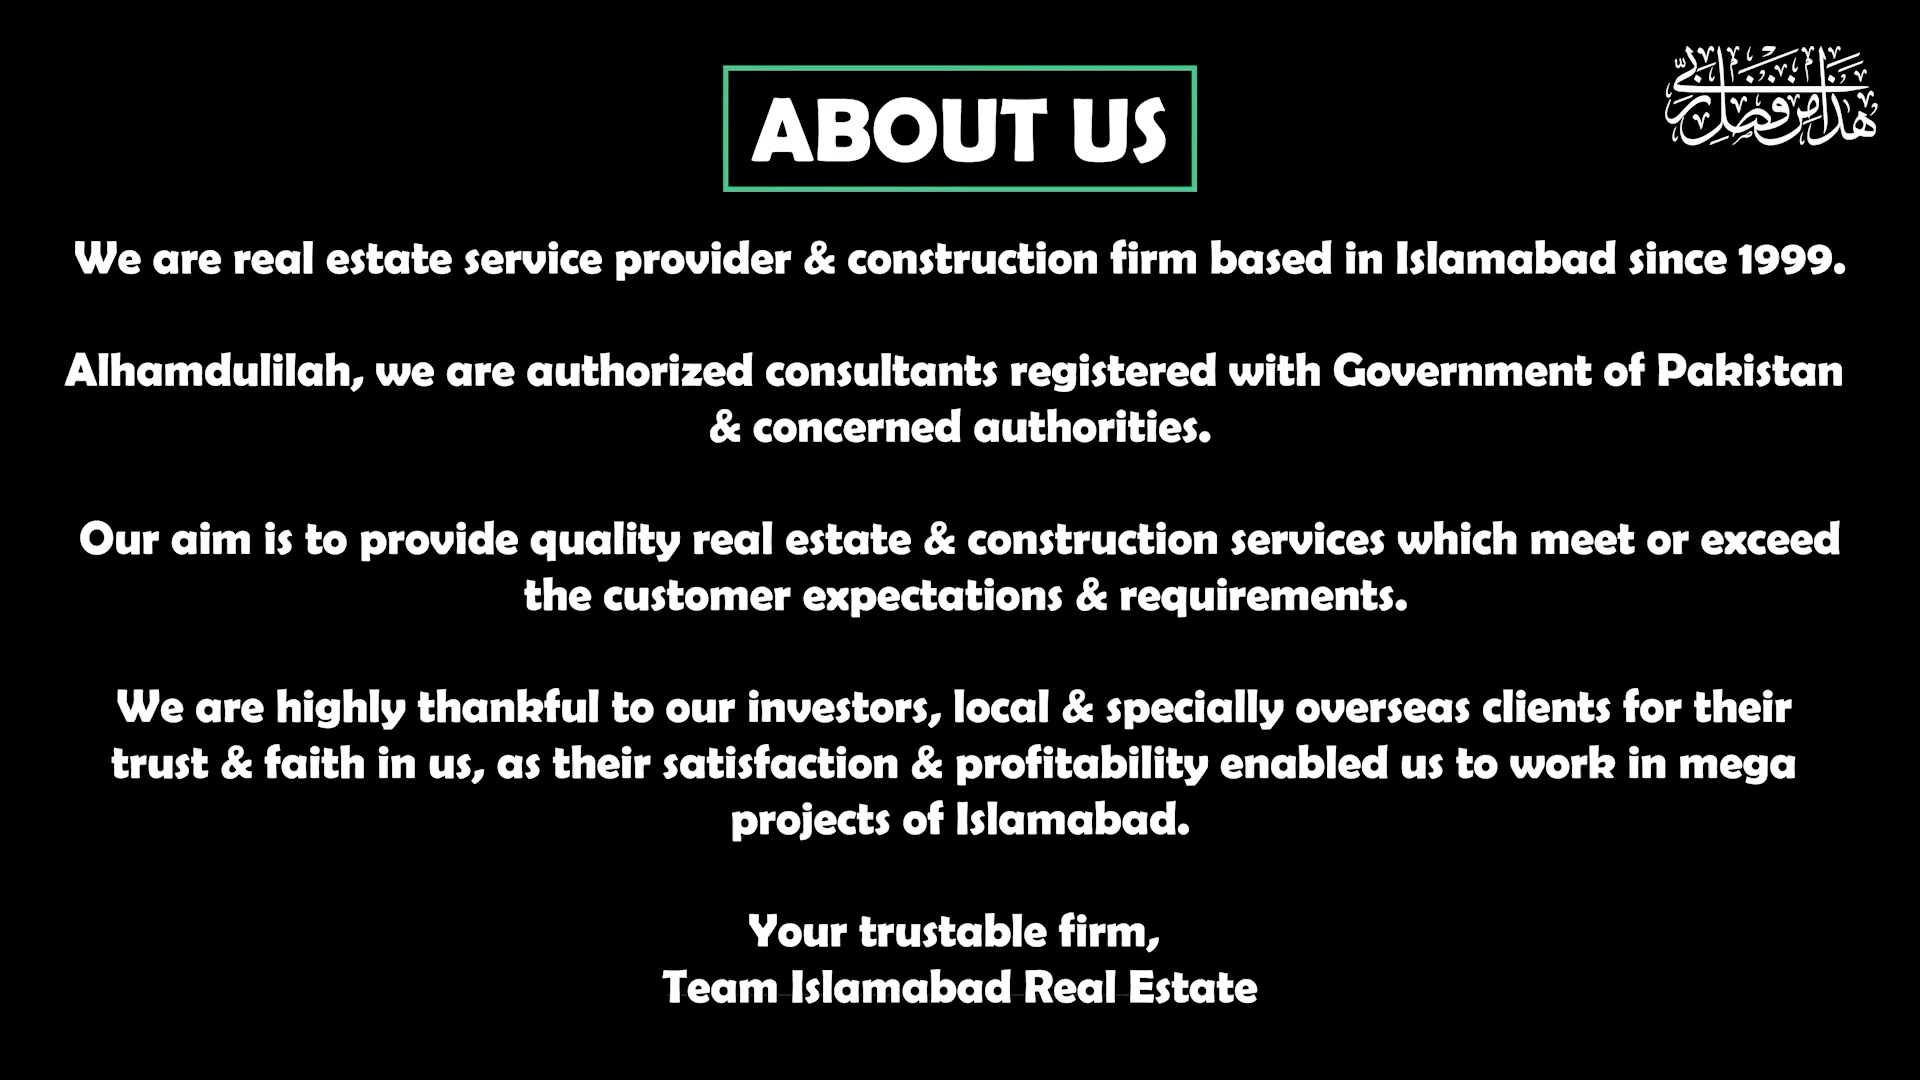 ABOUT US
هَذَا مِن فَضْلِ رَبِّي
We are real estate service provider & construction firm based in Islamabad since 1999.
Alhamdulilah, we are authorized consultants registered with Government of Pakistan
& concerned authorities.
Our aim is to provide quality real estate & construction services which meet or exceed
the customer expectations & requirements.
We are highly thankful to our investors, local & specially overseas clients for their
trust & faith in us, as their satisfaction & profitability enabled us to work in mega
projects of Islamabad.
Your trustable firm,
Team Islamabad Real Estate